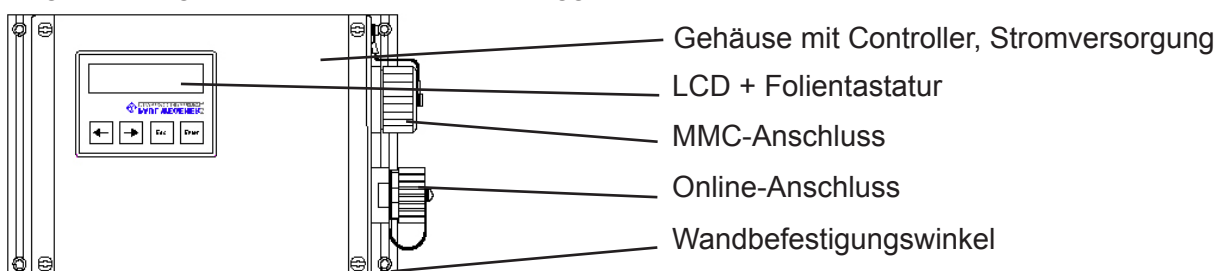 Gehäuse mit Controller, Stromversorgung
LCD + Folientastatur
MMC-Anschluss
Online-Anschluss
Wandbefestigungswinkel
Esc
Enter